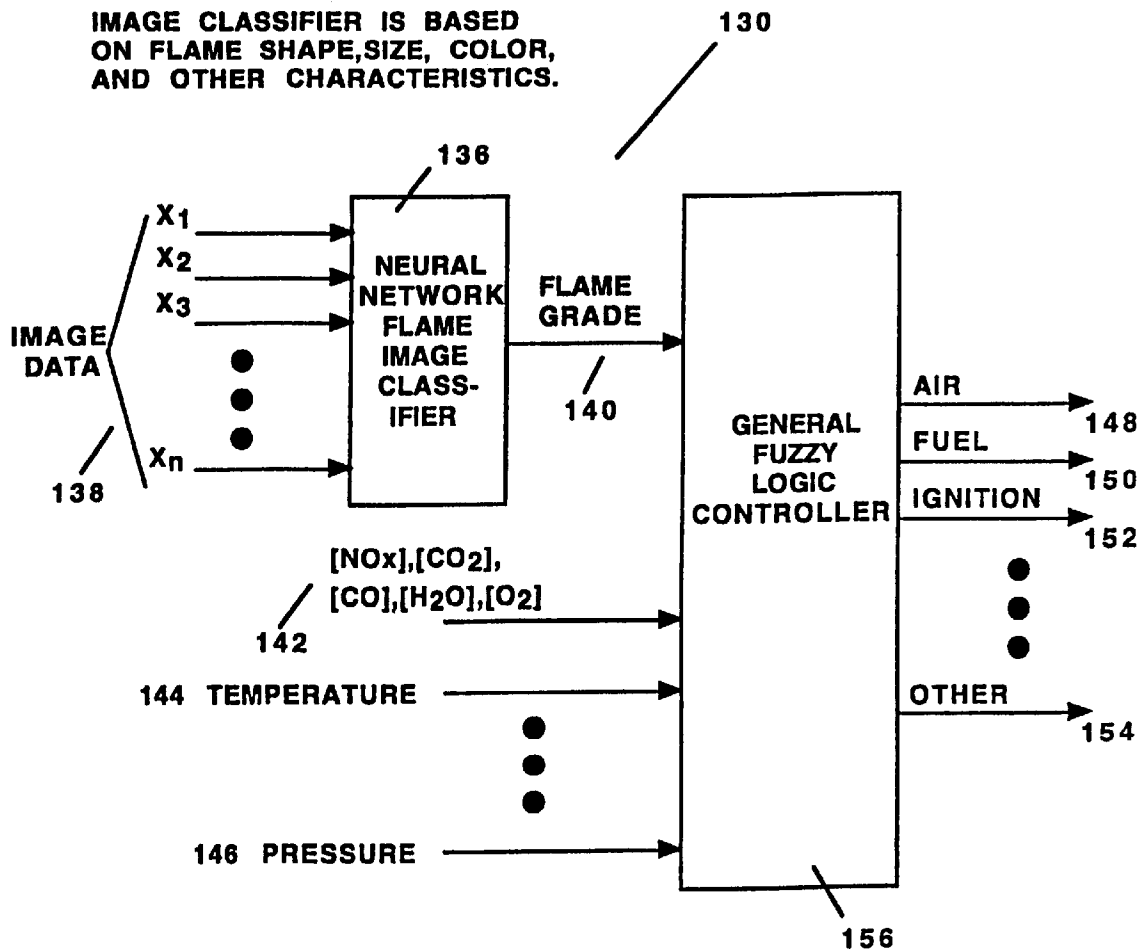 IMAGE CLASSIFIER IS BASED
ON FLAME SHAPE,SIZE, COLOR,
AND OTHER CHARACTERISTICS.
130
136
X1
X2
X3
Xn
IMAGE
DATA
138
NEURAL
NETWORK
FLAME
IMAGE
CLASS-
IFIER
FLAME
GRADE
140
GENERAL
FUZZY
LOGIC
CONTROLLER
AIR
148
FUEL
150
IGNITION
152
OTHER
154
[NOx],[CO2],
[CO],[H2O],[O2]
142
144 TEMPERATURE
146 PRESSURE
156